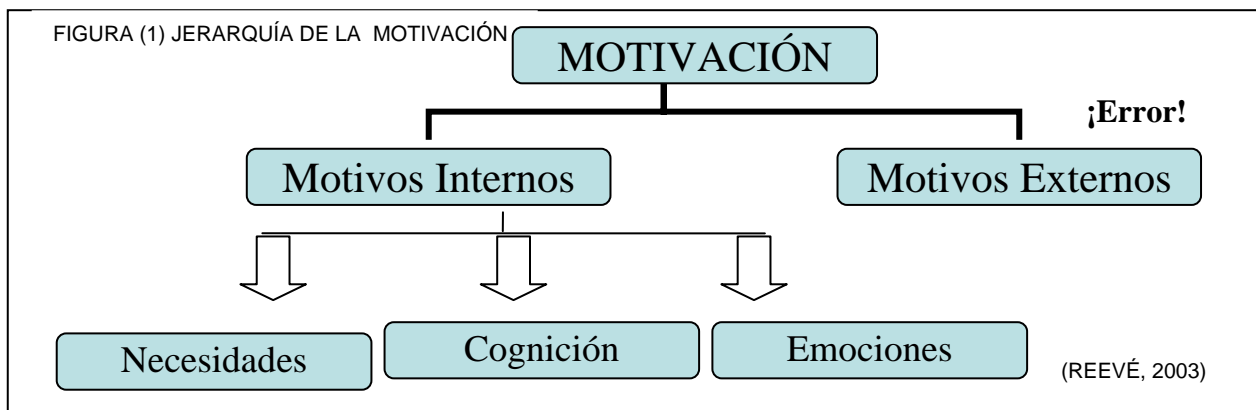 FIGURA (1) JERARQUÍA DE LA MOTIVACIÓN
MOTIVACIÓN
¡Error!
Motivos Internos
Motivos Externos
Necesidades
Cognición
Emociones
(REEVÉ, 2003)